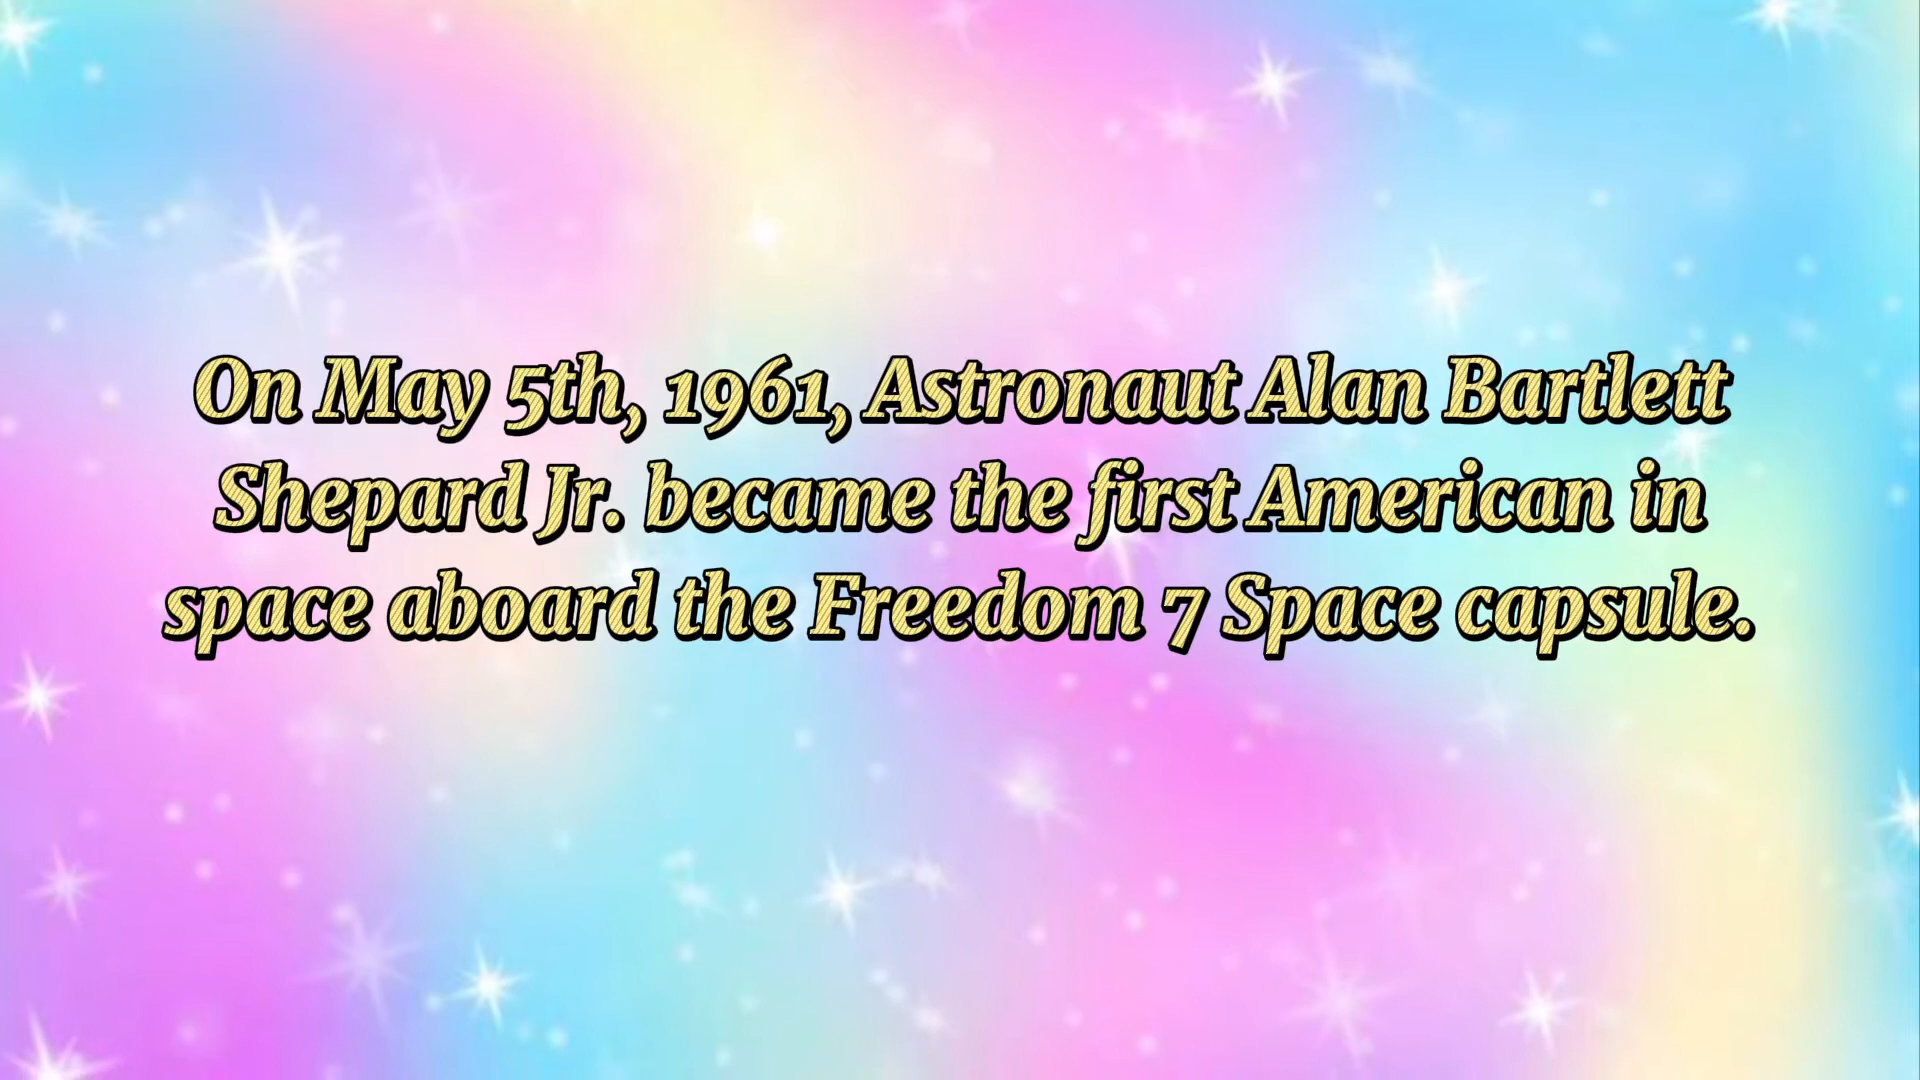 On May 5th, 1961, Astronaut Alan Bartlett
Shepard Jr. became the first American in
space aboard the Freedom 7 Space capsule.